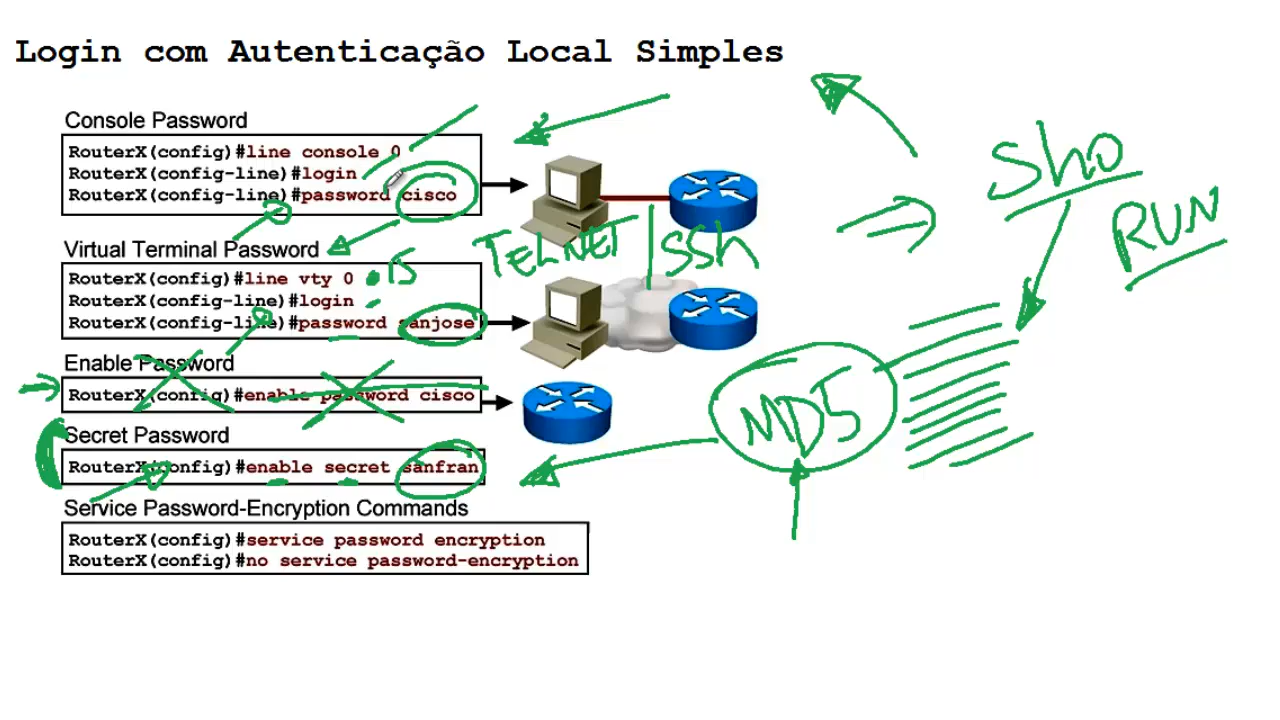 Login com Autenticação Local Simples
Console Password
RouterX(config)#line console 0
RouterX(config-line)#login
RouterX(config-line)#password cisco
Virtual Terminal Password
RouterX(config)#line vty 0 15
RouterX(config-line)#login
RouterX(config-line)#password sanjose
TELNET SSh
Sho
RUN
Enable Password
RouterX(config)#enable password cisco
MD5
Secret Password
RouterX(config)#enable secret sanfran
Service Password-Encryption Commands
RouterX(config)#service password encryption
RouterX(config)#no service password-encryption